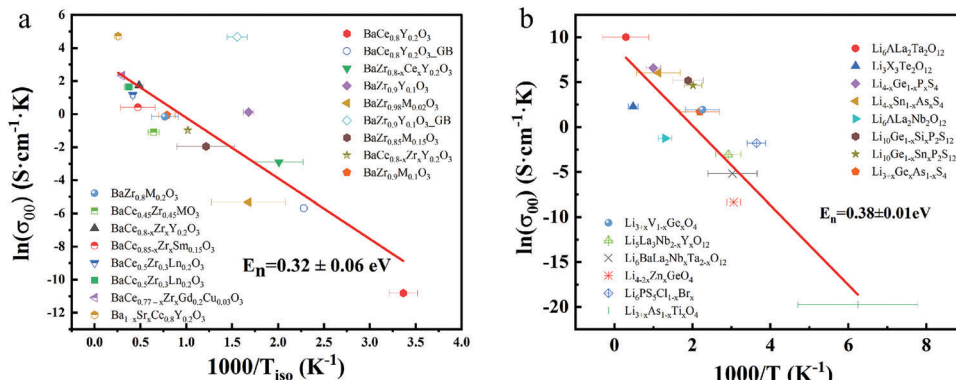 a
ln(σ₀₀) (S·cm⁻¹·K)
6
4
2
0
-2
-4
-6
-8
-10
-12
BaCe₀.₈Y₀.₂O₃
BaCe₀.₈Y₀.₂O₃_GB
BaZr₀.₈₋ₓCeₓY₀.₂O₃
BaZr₀.₉Y₀.₁O₃
BaZr₀.₉₈M₀.₀₂O₃
BaZr₀.₉Y₀.₁O₃_GB
BaZr₀.₈₅M₀.₁₅O₃
BaCe₀.₈₋ₓZrₓY₀.₂O₃
BaZr₀.₉M₀.₁O₃
BaZr₀.₈M₀.₂O₃
BaCe₀.₄₅Zr₀.₄₅MO₃
BaCe₀.₈₋ₓZrₓY₀.₂O₃
BaCe₀.₈₅₋ₓZrₓSm₀.₁₅O₃
BaCe₀.₅Zr₀.₃Ln₀.₂O₃
BaCe₀.₅Zr₀.₃Ln₀.₂O₃
BaCe₀.₇₇₋ₓZrₓGd₀.₂Cu₀.₀₃O₃
Ba₁₋ₓSrₓCe₀.₈Y₀.₂O₃
Eₙ=0.32 ± 0.06 eV
0.0 0.5 1.0 1.5 2.0 2.5 3.0 3.5 4.0
1000/Tᵢₛₒ (K⁻¹)
b
ln(σ₀₀) (S·cm⁻¹·K)
10
5
0
-5
-10
-15
-20
-25
Li₆ALa₂Ta₂O₁₂
Li₃X₃Te₂O₁₂
Li₄₋ₓGe₁₋ₓPₓS₄
Li₄₋ₓSn₁₋ₓAsₓS₄
Li₆ALa₂Nb₂O₁₂
Li₁₀Ge₁₋ₓSiₓP₂S₁₂
Li₁₀Ge₁₋ₓSnₓP₂S₁₂
Li₃₋ₓGeₓAs₁₋ₓS₄
Eₙ=0.38±0.01eV
Li₃₊ₓV₁₋ₓGeₓO₄
Li₅La₃Nb₂₋ₓYₓO₁₂
Li₆BaLa₂NbₓTa₂₋ₓO₁₂
Li₄₋₂ₓZnₓGeO₄
Li₆PS₅Cl₁₋ₓBrₓ
Li₃₊ₓAs₁₋ₓTiₓO₄
0 2 4 6 8
1000/T (K⁻¹)